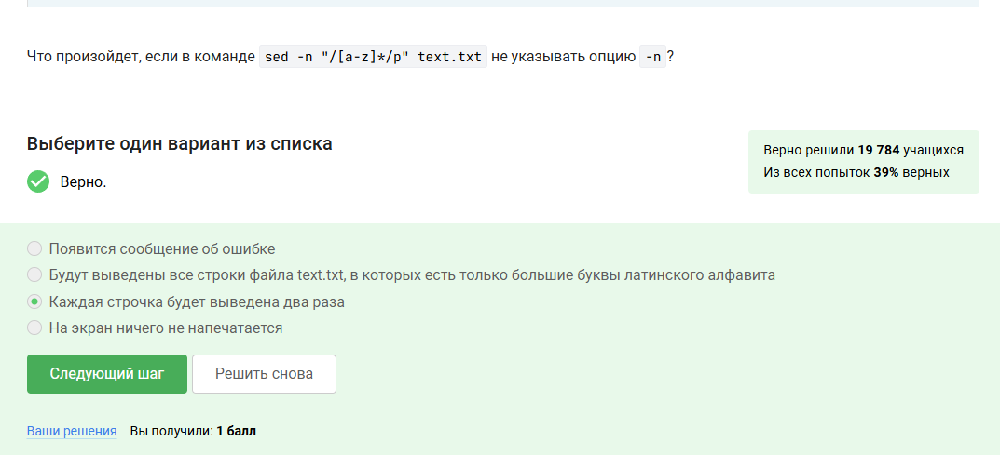 Что произойдет, если в команде sed -n "/[a-z]*/p" text.txt не указывать опцию -n?
Выберите один вариант из списка
Верно.
Верно решили 19 784 учащихся
Из всех попыток 39% верных
Появится сообщение об ошибке
Будут выведены все строки файла text.txt, в которых есть только большие буквы латинского алфавита
Каждая строчка будет выведена два раза
На экран ничего не напечатается
Следующий шаг
Решить снова
Ваши решения Вы получили: 1 балл